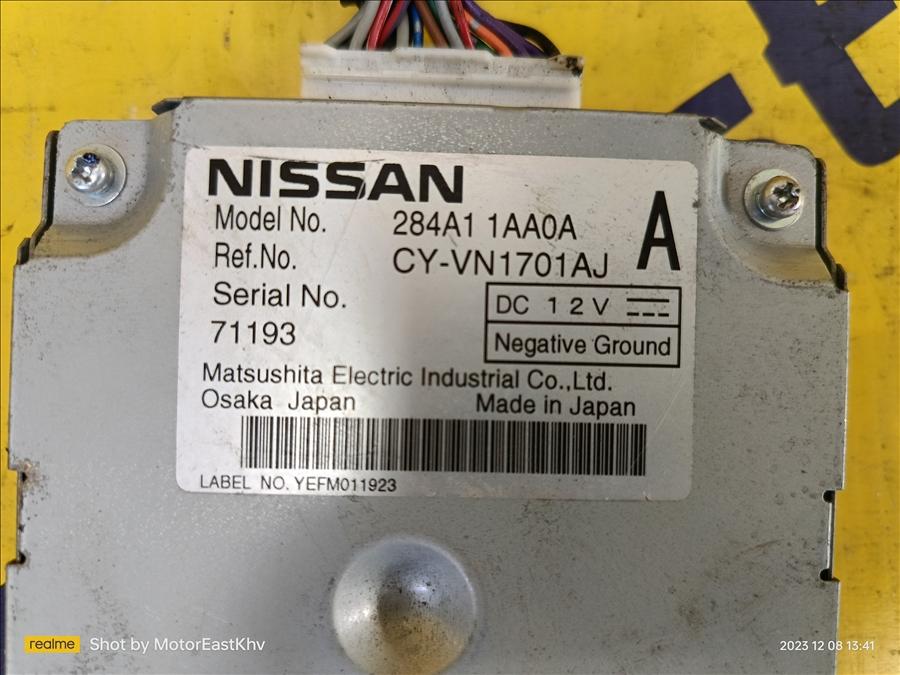 NISSAN
Model No. 284A1 1AA0A
A
Ref.No. CY-VN1701AJ
Serial No.
71193
DC 12V
Negative Ground
Matsushita Electric Industrial Co.,Ltd.
Osaka Japan Made in Japan
LABEL NO. YEFM011923
realme Shot by MotorEastKhv
2023 12 08 13:41